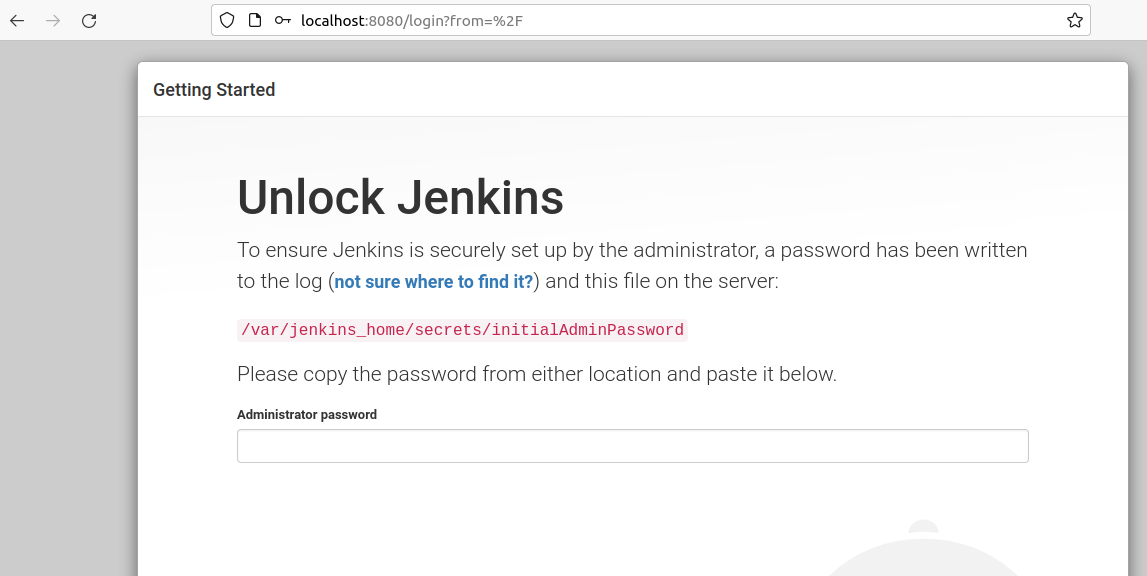 localhost:8080/login?from=%2F
Getting Started
Unlock Jenkins
To ensure Jenkins is securely set up by the administrator, a password has been written
to the log (not sure where to find it?) and this file on the server:
/var/jenkins_home/secrets/initialAdminPassword
Please copy the password from either location and paste it below.
Administrator password